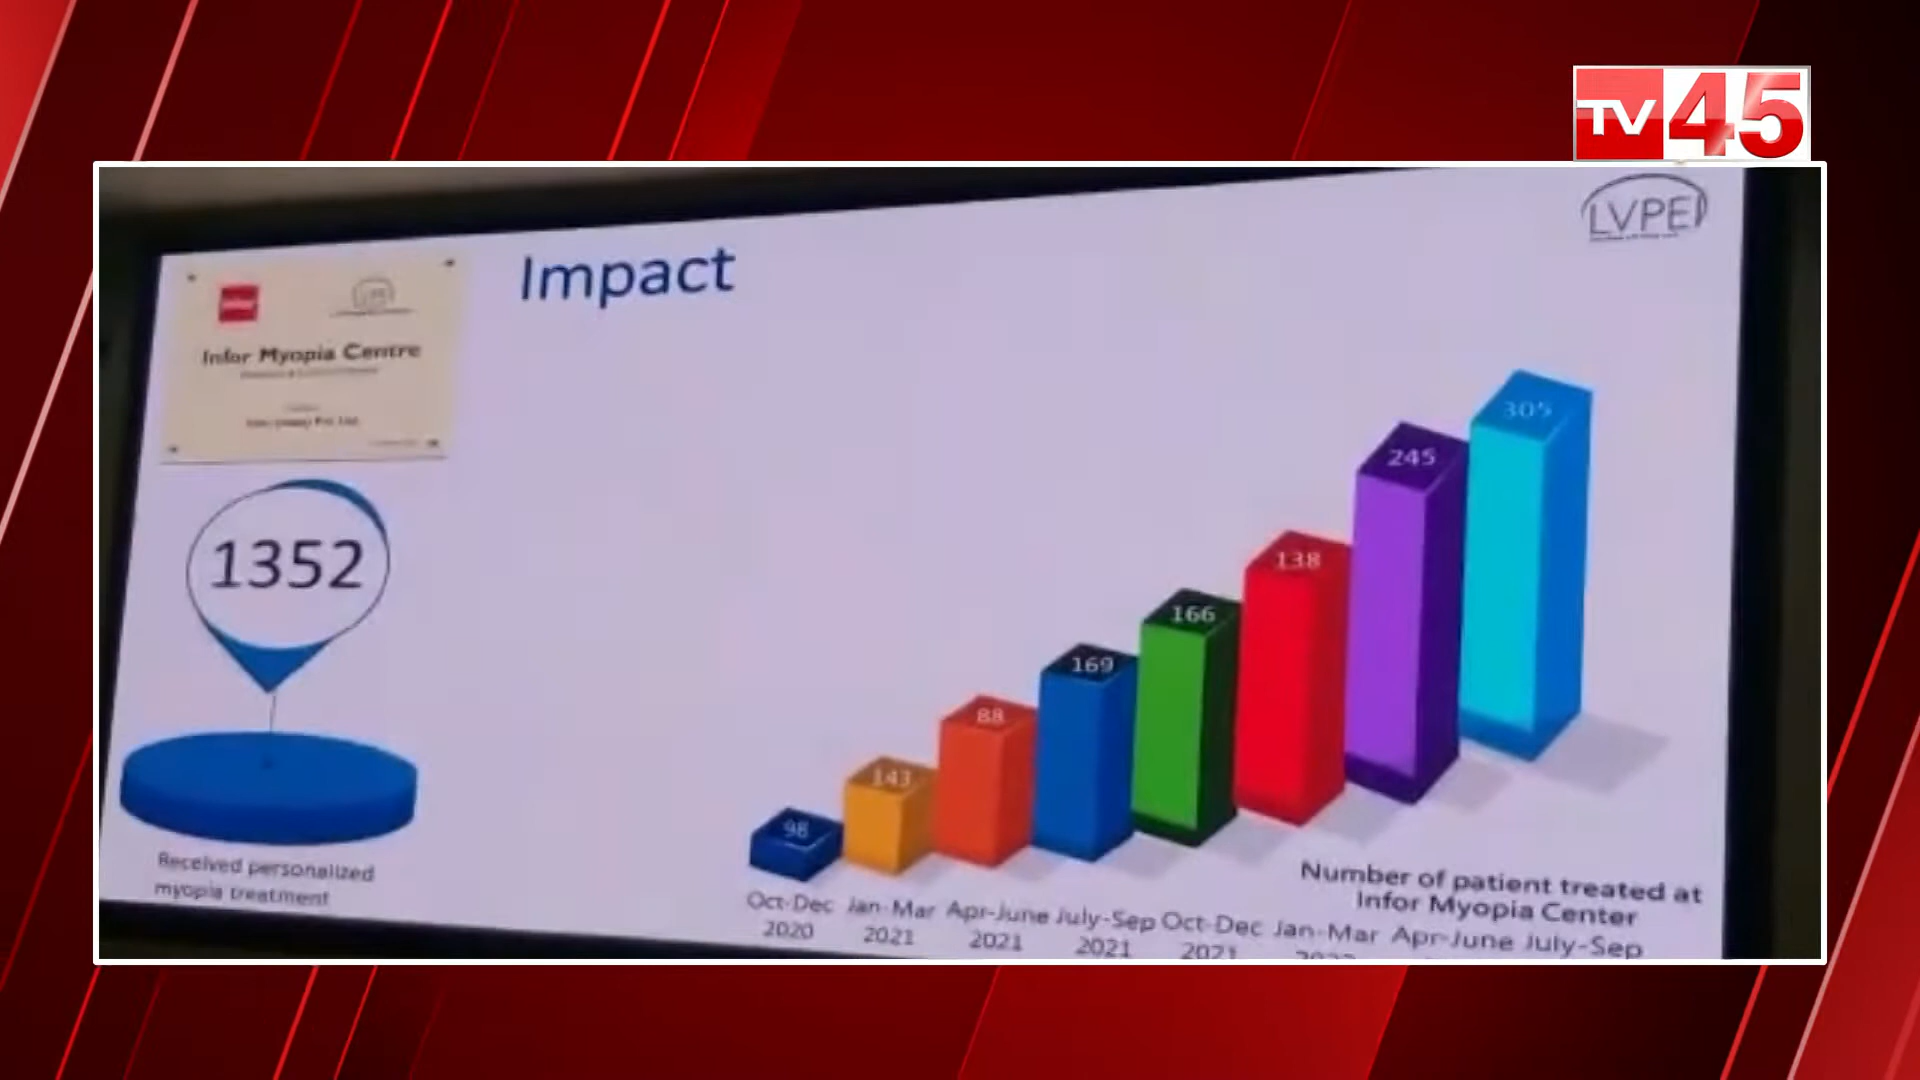 TV45
LVPEI
Impact
Infor Myopia Centre
1352
Received personalized
myopia treatment
98
143
88
169
166
138
245
305
Number of patient treated at
Infor Myopia Center
Oct-Dec
2020
Jan-Mar
2021
Apr-June
2021
July-Sep
2021
Oct-Dec
2021
Jan-Mar
Apr-June
July-Sep